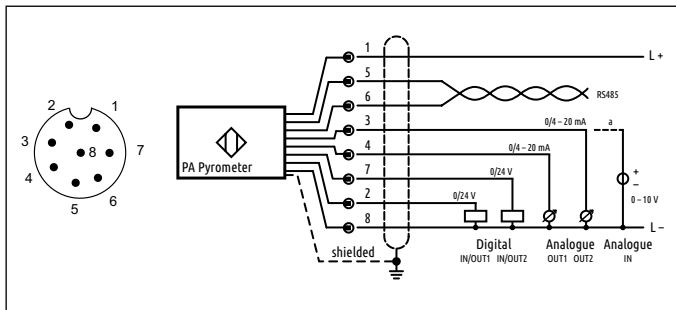 2
1
3
8
7
4
6
5
PA Pyrometer
1
L +
5
RS485
6
3
0/4 – 20 mA
a
4
0/4 – 20 mA
+
–
0 – 10 V
7
0/24 V
2
0/24 V
8
L –
shielded
Digital
IN/OUT1 IN/OUT2
Analogue
OUT1 OUT2
Analogue
IN